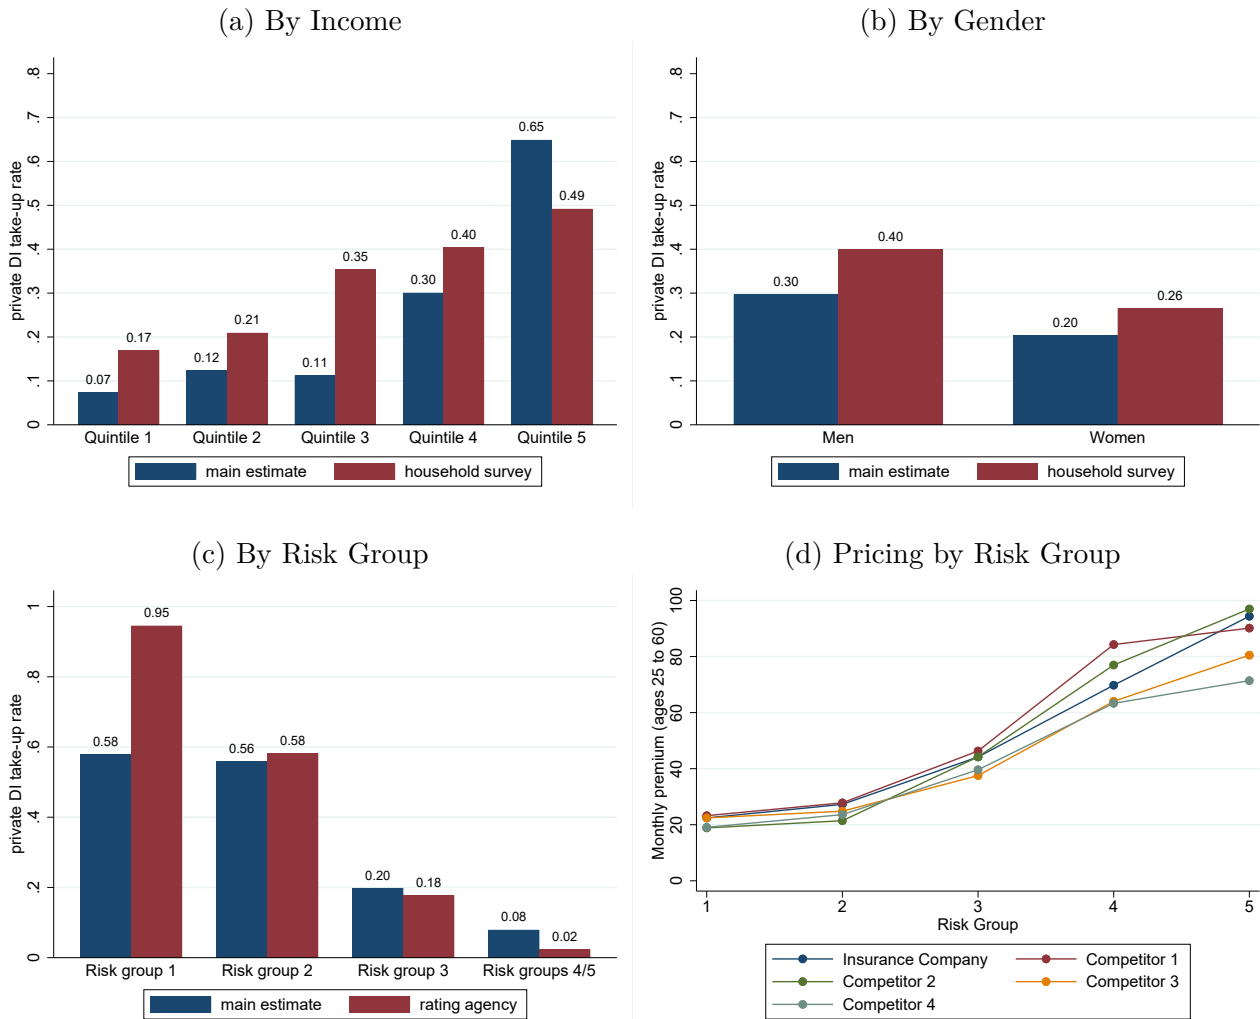 (a) By Income
private DI take-up rate
.8
.7
.6
.5
.4
.3
.2
.1
0
0.07
0.17
0.12
0.21
0.11
0.35
0.30
0.40
0.65
0.49
Quintile 1 Quintile 2 Quintile 3 Quintile 4 Quintile 5
main estimate household survey
(b) By Gender
private DI take-up rate
.8
.7
.6
.5
.4
.3
.2
.1
0
0.30
0.40
0.20
0.26
Men Women
main estimate household survey
(c) By Risk Group
private DI take-up rate
1
.8
.6
.4
.2
0
0.58
0.95
0.56
0.58
0.20
0.18
0.08
0.02
Risk group 1 Risk group 2 Risk group 3 Risk groups 4/5
main estimate rating agency
(d) Pricing by Risk Group
Monthly premium (ages 25 to 60)
100
80
60
40
20
0
1 2 3 4 5
Risk Group
Insurance Company Competitor 1
Competitor 2 Competitor 3
Competitor 4